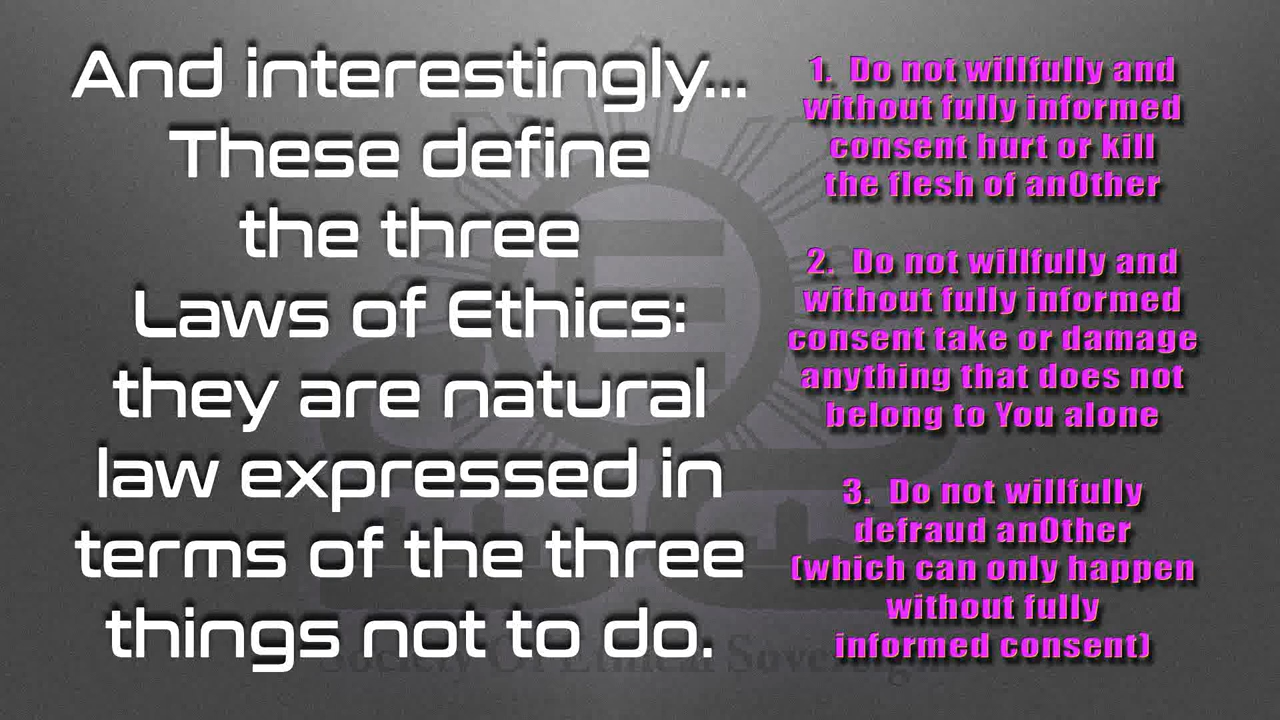 And interestingly...
These define
the three
Laws of Ethics:
they are natural
law expressed in
terms of the three
things not to do.
1. Do not willfully and
without fully informed
consent hurt or kill
the flesh of anOther
2. Do not willfully and
without fully informed
consent take or damage
anything that does not
belong to You alone
3. Do not willfully
defraud anOther
(which can only happen
without fully
informed consent)
Society Of Ethical